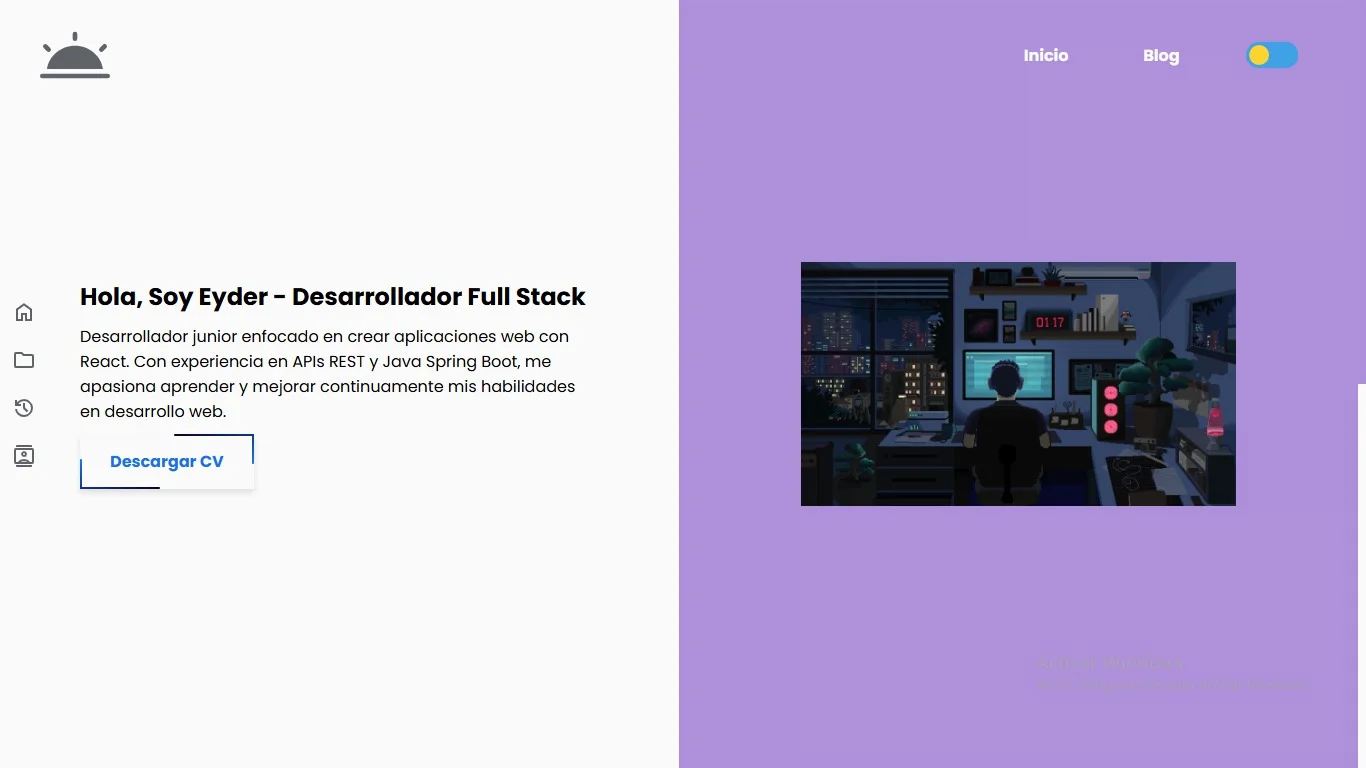 Inicio
Blog
Hola, Soy Eyder - Desarrollador Full Stack
Desarrollador junior enfocado en crear aplicaciones web con
React. Con experiencia en APIs REST y Java Spring Boot, me
apasiona aprender y mejorar continuamente mis habilidades
en desarrollo web.
Descargar CV
01 17
Activar Windows